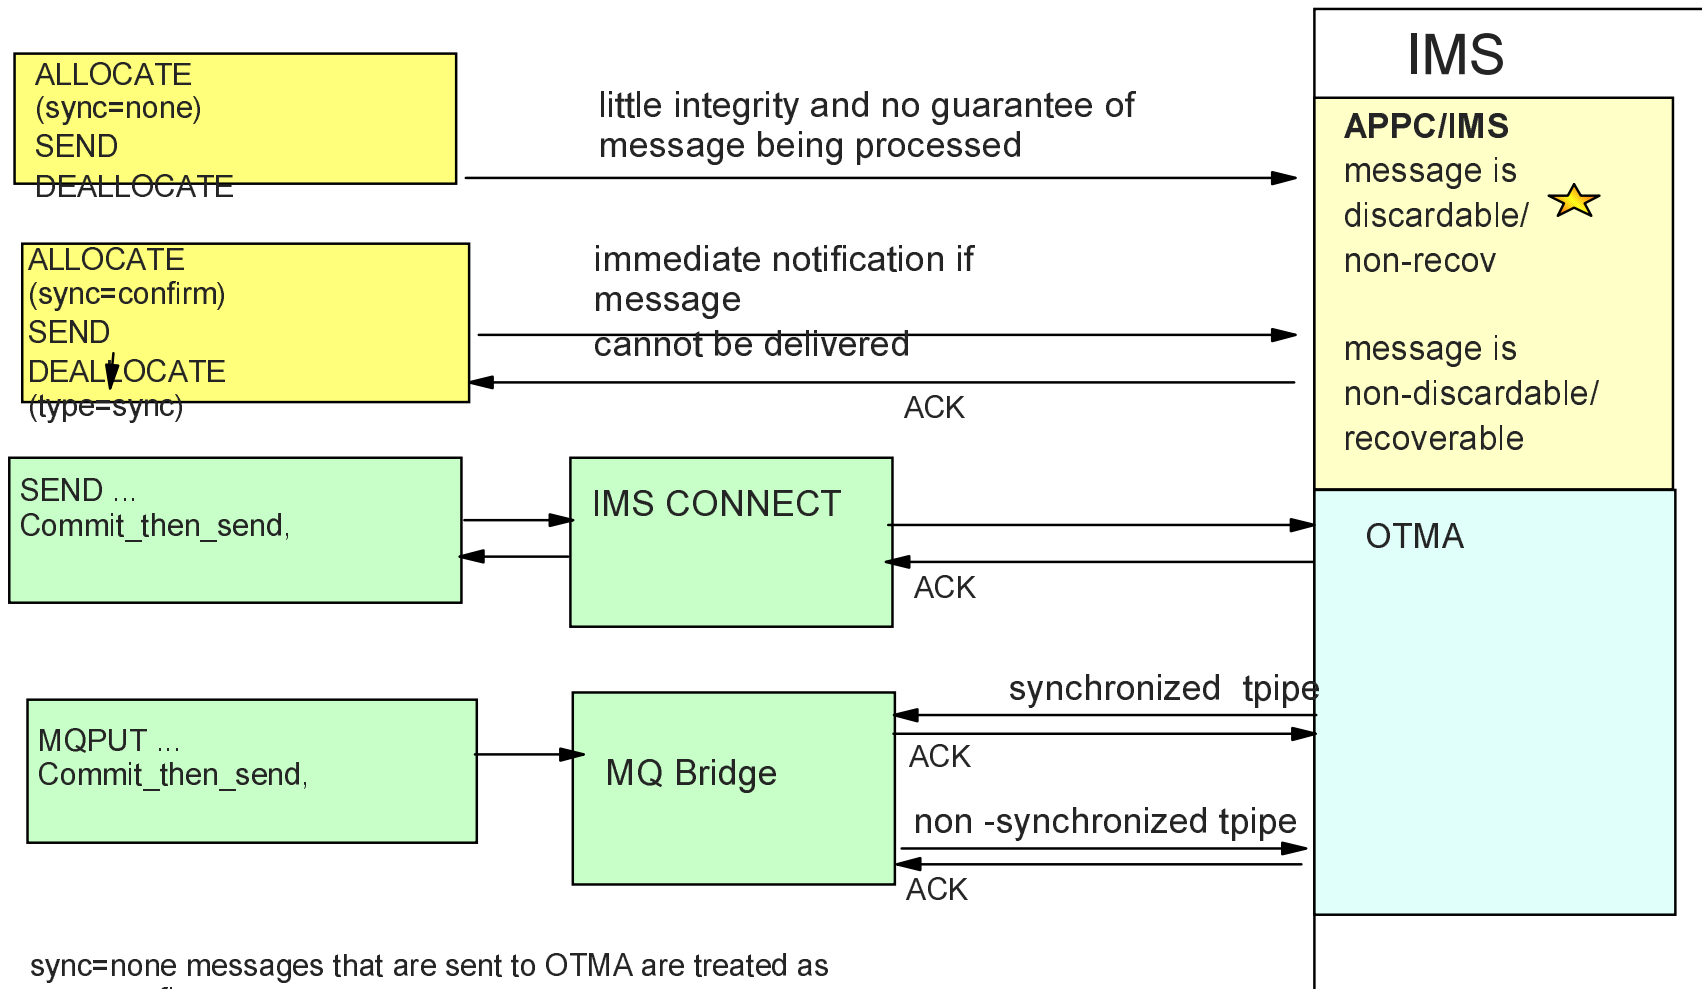 IMS
ALLOCATE
(sync=none)
SEND
DEALLOCATE
little integrity and no guarantee of
message being processed
APPC/IMS
message is
discardable/
non-recov
ALLOCATE
(sync=confirm)
SEND
DEALLOCATE
(type=sync)
immediate notification if
message
cannot be delivered
ACK
message is
non-discardable/
recoverable
SEND ...
Commit_then_send,
IMS CONNECT
ACK
OTMA
MQPUT ...
Commit_then_send,
MQ Bridge
synchronized tpipe
ACK
non -synchronized tpipe
ACK
sync=none messages that are sent to OTMA are treated as